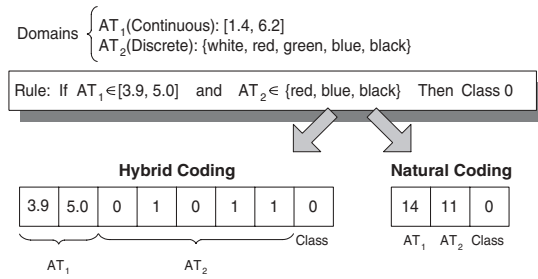 Domains
AT1(Continuous): [1.4, 6.2]
AT2(Discrete): {white, red, green, blue, black}
Rule: If AT1∈[3.9, 5.0] and AT2∈ {red, blue, black} Then Class 0
Hybrid Coding
Natural Coding
3.9 5.0 0 1 0 1 1 0
14 11 0
Class
AT1 AT2 Class
AT1 AT2